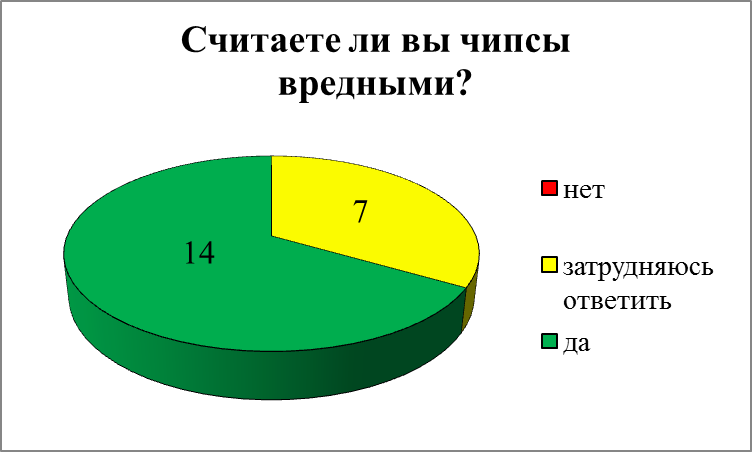 Считаете ли вы чипсы
вредными?
7
14
нет
затрудняюсь
ответить
да